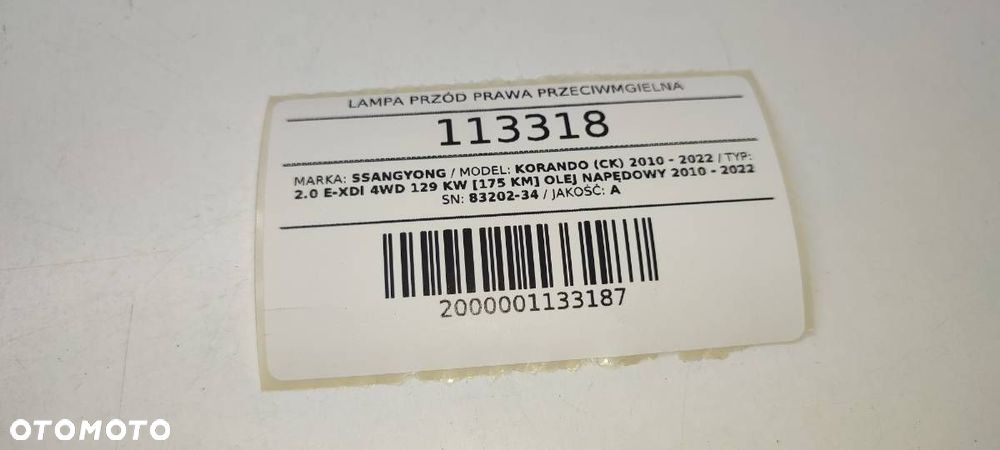 LAMPA PRZÓD PRAWA PRZECIWMGIELNA
113318
MARKA: SSANGYONG / MODEL: KORANDO (CK) 2010 - 2022 / TYP:
2.0 E-XDI 4WD 129 KW [175 KM] OLEJ NAPĘDOWY 2010 - 2022
SN: 83202-34 / JAKOŚĆ: A
2000001133187
OTOMOTO